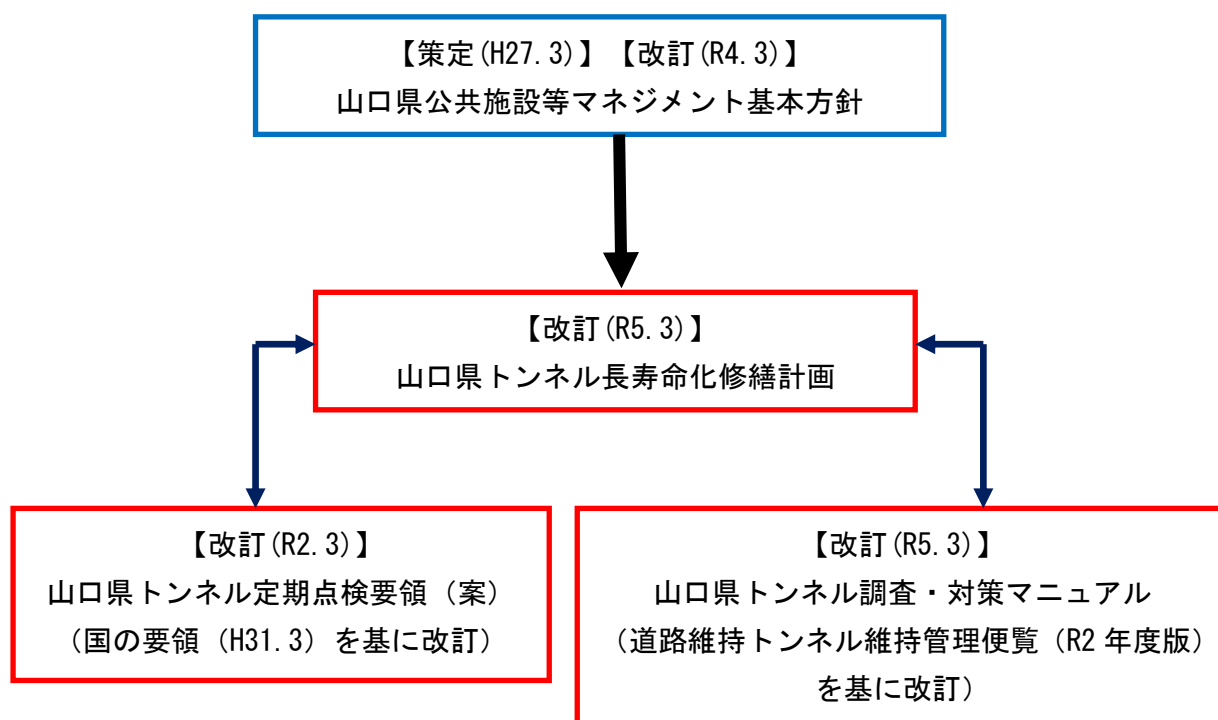 【策定(H27.3)】【改訂(R4.3)】
山口県公共施設等マネジメント基本方針
【改訂(R5.3)】
山口県トンネル長寿命化修繕計画
【改訂(R2.3)】
山口県トンネル定期点検要領（案）
（国の要領（H31.3）を基に改訂）
【改訂(R5.3)】
山口県トンネル調査・対策マニュアル
（道路維持トンネル維持管理便覧（R2 年度版）
を基に改訂）